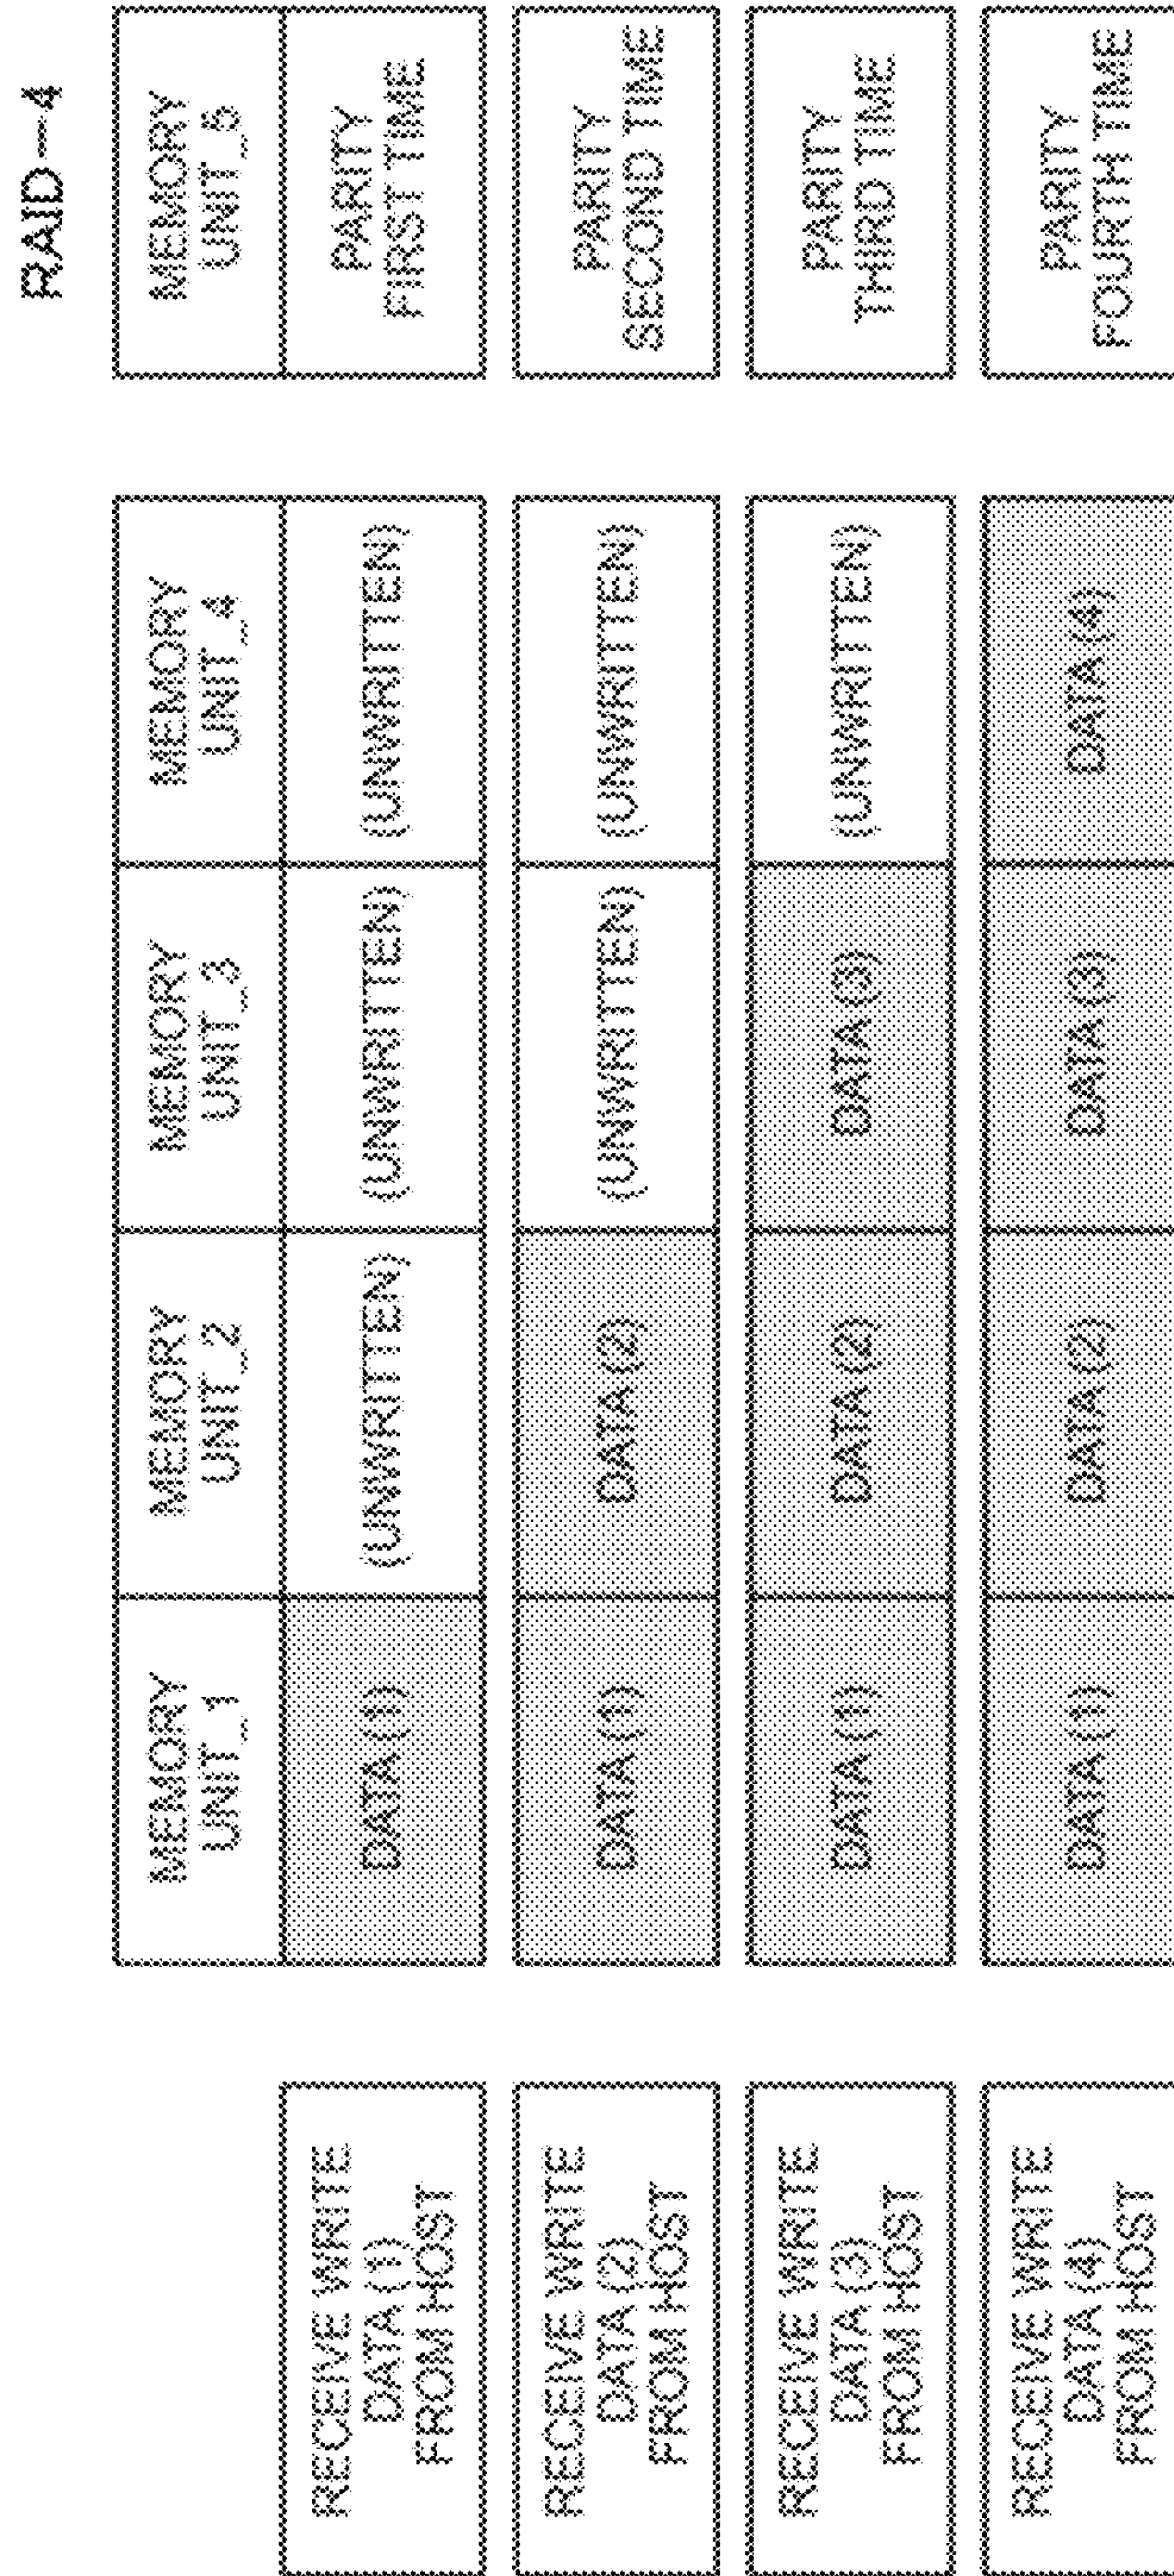 RAID-4
MEMORY
UNIT_1
MEMORY
UNIT_2
MEMORY
UNIT_3
MEMORY
UNIT_4
MEMORY
UNIT_5
RECEIVE WRITE
DATA (1)
FROM HOST
DATA (1)
(UNWRITTEN)
(UNWRITTEN)
(UNWRITTEN)
PARITY
FIRST TIME
RECEIVE WRITE
DATA (2)
FROM HOST
DATA (1)
DATA (2)
(UNWRITTEN)
(UNWRITTEN)
PARITY
SECOND TIME
RECEIVE WRITE
DATA (3)
FROM HOST
DATA (1)
DATA (2)
DATA (3)
(UNWRITTEN)
PARITY
THIRD TIME
RECEIVE WRITE
DATA (4)
FROM HOST
DATA (1)
DATA (2)
DATA (3)
DATA (4)
PARITY
FOURTH TIME